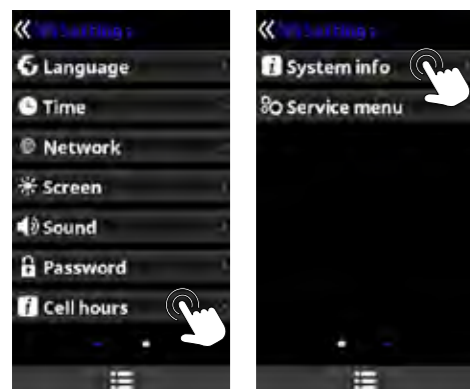 Language
Time
Network
Screen
Sound
Password
Cell hours
System info
Service menu